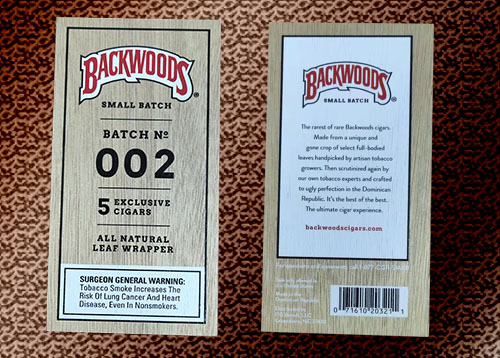 BACKWOODS®
SMALL BATCH
BATCH Nº
002
5 EXCLUSIVE
CIGARS
ALL NATURAL
LEAF WRAPPER
SURGEON GENERAL WARNING:
Tobacco Smoke Increases The
Risk Of Lung Cancer And Heart
Disease, Even In Nonsmokers.
BACKWOODS®
SMALL BATCH
The rarest of rare Backwoods cigars.
Made from a unique and
gone crop of select full-bodied
leaves handpicked by artisan tobacco
growers. Then scrutinized again by
our own tobacco experts and crafted
to ugly perfection in the Dominican
Republic. It's the best of the best.
The ultimate cigar experience.
backwoodscigars.com
0 71610 20321 1